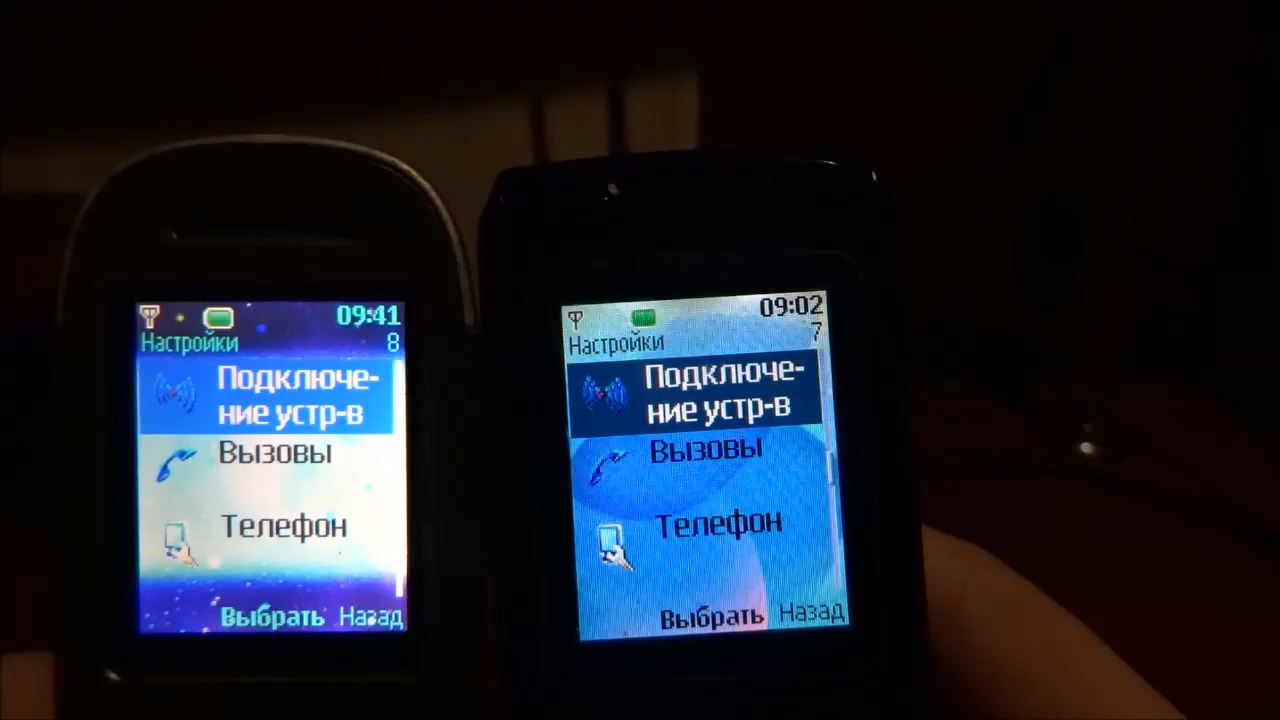 09:41
Настройки 8
Подключе-
ние устр-в
Вызовы
Телефон
Выбрать Назад
09:02
Настройки 7
Подключе-
ние устр-в
Вызовы
Телефон
Выбрать Назад